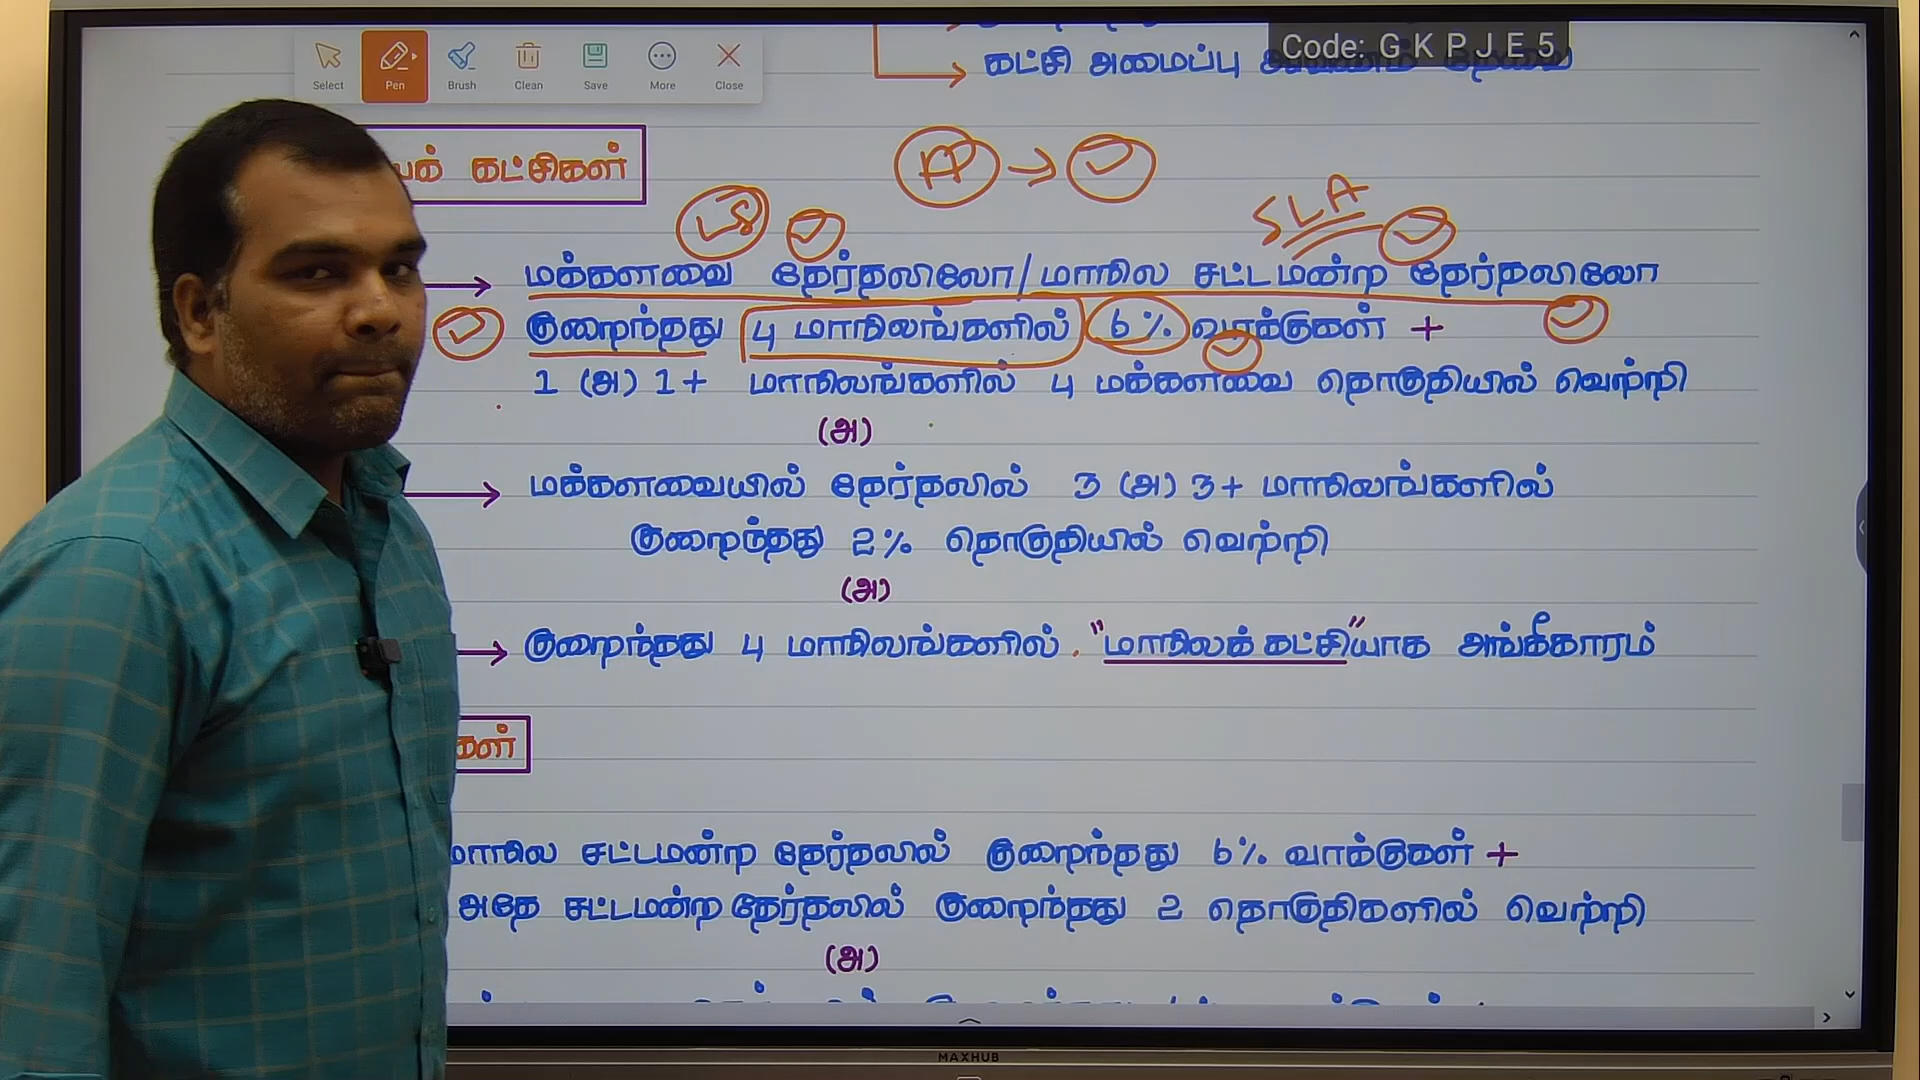 Code: G K P J E 5
Select Pen Brush Clean Save More Close
கட்சி அமைப்பு
கட்சிகள்
LS
SLA
மக்களவை தேர்தலிலோ/மாநில சட்டமன்ற தேர்தலிலோ
குறைந்தது 4 மாநிலங்களில் 6% வாக்குகள் +
1 (அ) 1+ மாநிலங்களில் 4 மக்களவை தொகுதியில் வெற்றி
(அ)
மக்களவையில் தேர்தலில் 3 (அ) 3+ மாநிலங்களில்
குறைந்தது 2% தொகுதியில் வெற்றி
(அ)
குறைந்தது 4 மாநிலங்களில் "மாநிலக் கட்சி"யாக அங்கீகாரம்
மாநில சட்டமன்ற தேர்தலில் குறைந்தது 6% வாக்குகள் +
அதே சட்டமன்ற தேர்தலில் குறைந்தது 2 தொகுதிகளில் வெற்றி
(அ)
MAXHUB